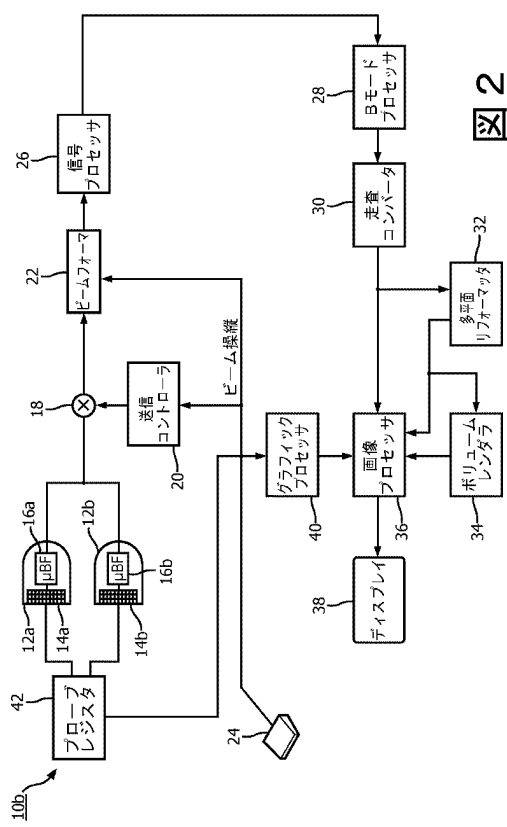 10b
42
プローブ
レジスタ
12a
14a
16a
μBF
12b
14b
16b
μBF
18
20
送信
コントローラ
ビーム操縦
22
ビームフォーマ
24
26
信号
プロセッサ
28
Bモード
プロセッサ
30
走査
コンバータ
32
多平面
リフォーマッタ
34
ボリューム
レンダラ
36
画像
プロセッサ
38
ディスプレイ
40
グラフィック
プロセッサ
図2